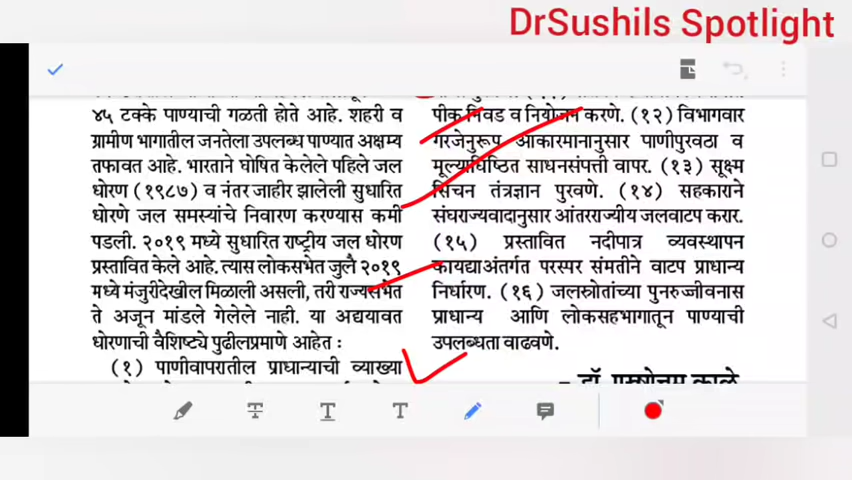 DrSushils Spotlight
४५ टक्के पाण्याची गळती होते आहे. शहरी व
ग्रामीण भागातील जनतेला उपलब्ध पाण्यात अक्षम्य
तफावत आहे. भारताने घोषित केलेले पहिले जल
धोरण (१९८७) व नंतर जाहीर झालेली सुधारित
धोरणे जल समस्यांचे निवारण करण्यास कमी
पडली. २०१९ मध्ये सुधारित राष्ट्रीय जल धोरण
प्रस्तावित केले आहे. त्यास लोकसभेत जुलै २०१९
मध्ये मंजुरीदेखील मिळाली असली, तरी राज्यसभेत
ते अजून मांडले गेलेले नाही. या अद्ययावत
धोरणाची वैशिष्ट्ये पुढीलप्रमाणे आहेत :
(१) पाणीवापरातील प्राधान्याची व्याख्या
पीक निवड व नियोजन करणे. (१२) विभागवार
गरजेनुरूप आकारमानानुसार पाणीपुरवठा व
मूल्याधिष्ठित साधनसंपत्ती वापर. (१३) सूक्ष्म
सिंचन तंत्रज्ञान पुरवणे. (१४) सहकाराने
संघराज्यवादानुसार आंतरराज्यीय जलवाटप करार.
(१५) प्रस्तावित नदीपात्र व्यवस्थापन
कायद्याअंतर्गत परस्पर संमतीने वाटप प्राधान्य
निर्धारण. (१६) जलस्त्रोतांच्या पुनरुज्जीवनास
प्राधान्य आणि लोकसहभागातून पाण्याची
उपलब्धता वाढवणे.
– डॉ. पुरुषोत्तम काळे